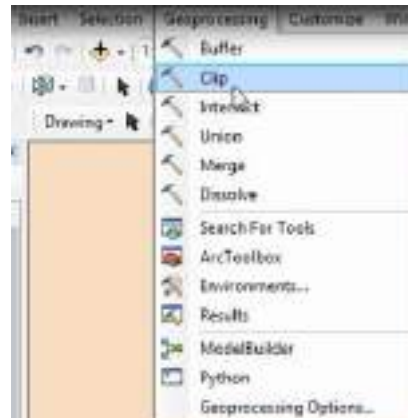 Insert Selection Geoprocessing Customize
Buffer
Clip
Intersect
Drawing
Union
Merge
Dissolve
Search For Tools
ArcToolbox
Environments...
Results
ModelBuilder
Python
Geoprocessing Options...